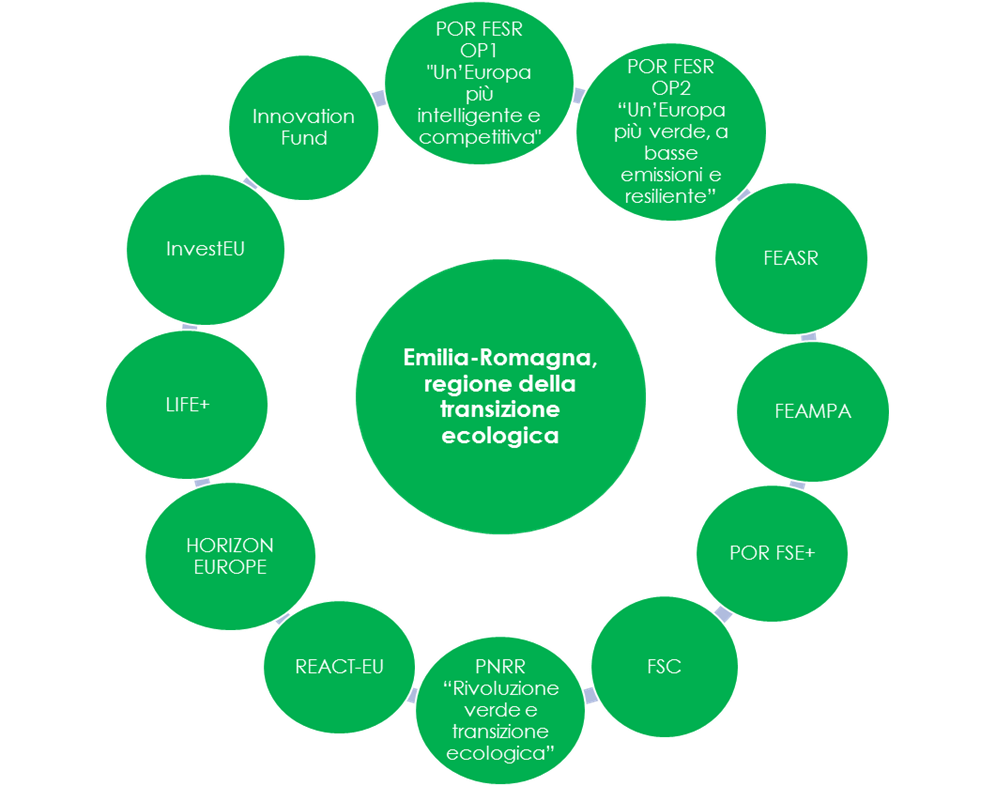 POR FESR
OP1
"Un’Europa
più
intelligente e
competitiva"
POR FESR
OP2
“Un’Europa
più verde, a
basse
emissioni e
resiliente”
FEASR
FEAMPA
POR FSE+
FSC
PNRR
“Rivoluzione
verde e
transizione
ecologica”
REACT-EU
HORIZON
EUROPE
LIFE+
InvestEU
Innovation
Fund
Emilia-Romagna,
regione della
transizione
ecologica